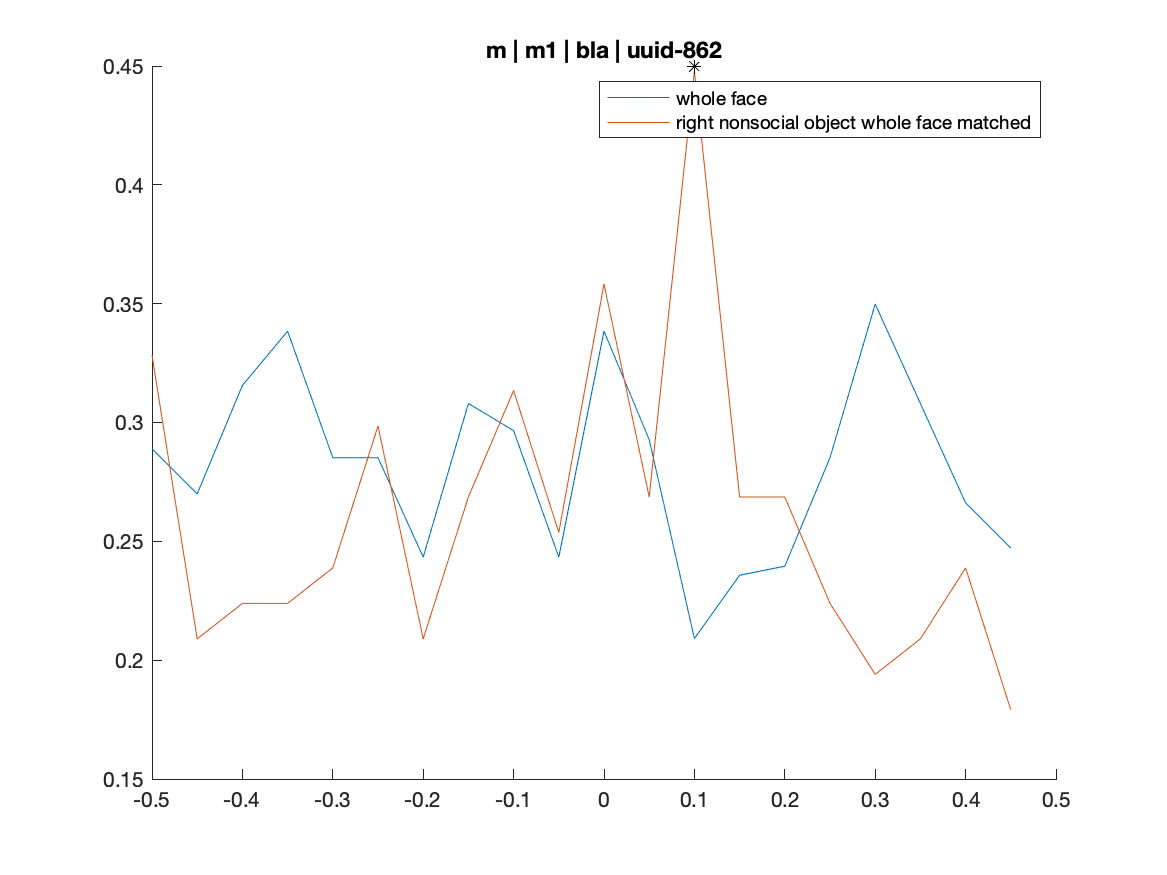 m | m1 | bla | uuid-862
0.45
whole face
right nonsocial object whole face matched
0.4
0.35
0.3
0.25
0.2
0.15
-0.5 -0.4 -0.3 -0.2 -0.1 0 0.1 0.2 0.3 0.4 0.5